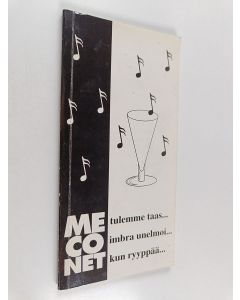 ME
CO
NET
tulemme taas...
imbra unelmoi...
kun ryyppää...